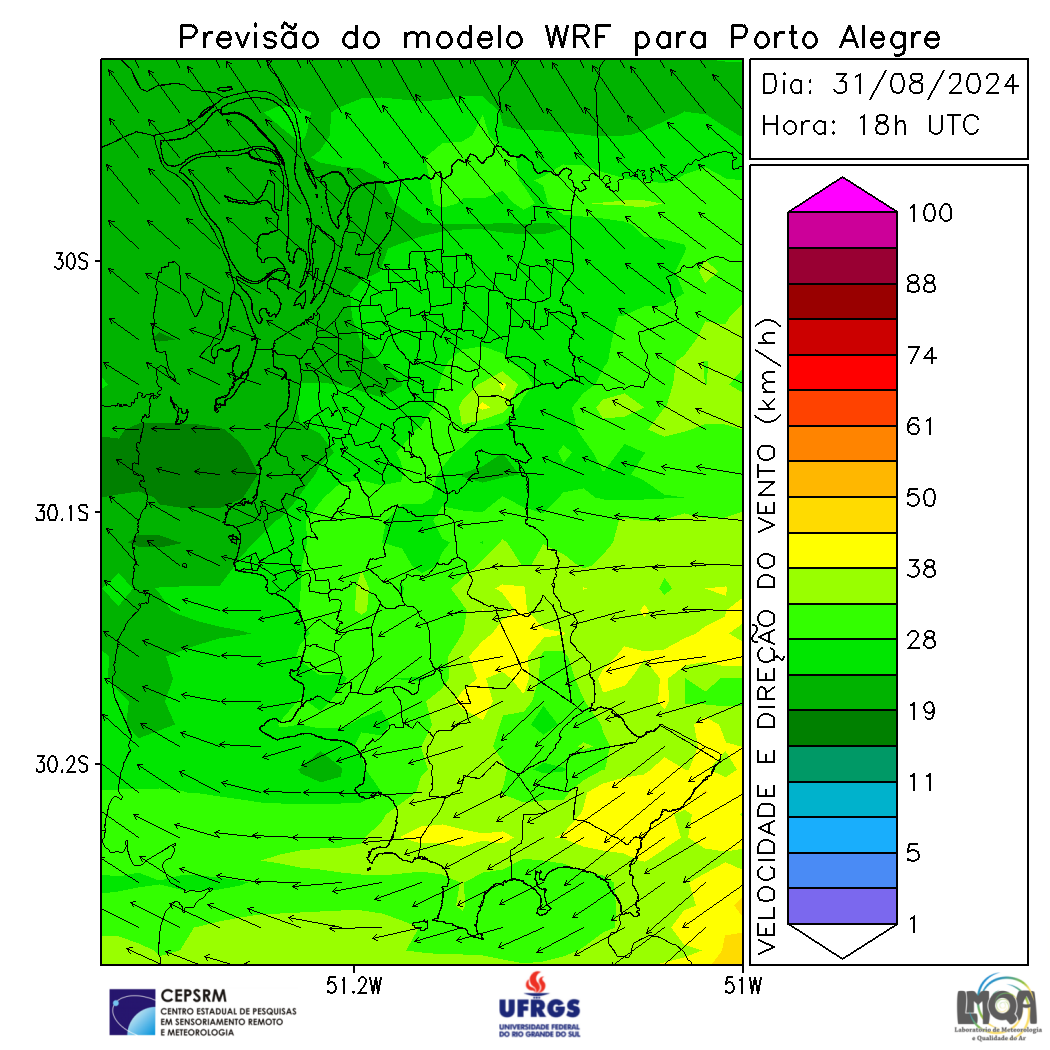 Previsão do modelo WRF para Porto Alegre
Dia: 31/08/2024
Hora: 18h UTC
30S
30.1S
30.2S
51.2W
51W
VELOCIDADE E DIREÇÃO DO VENTO (km/h)
100
88
74
61
50
38
28
19
11
5
1
CEPSRM
CENTRO ESTADUAL DE PESQUISAS
EM SENSORIAMENTO REMOTO
E METEOROLOGIA
UFRGS
UNIVERSIDADE FEDERAL
DO RIO GRANDE DO SUL
LMQA
Laboratório de Meteorologia
e Qualidade do Ar